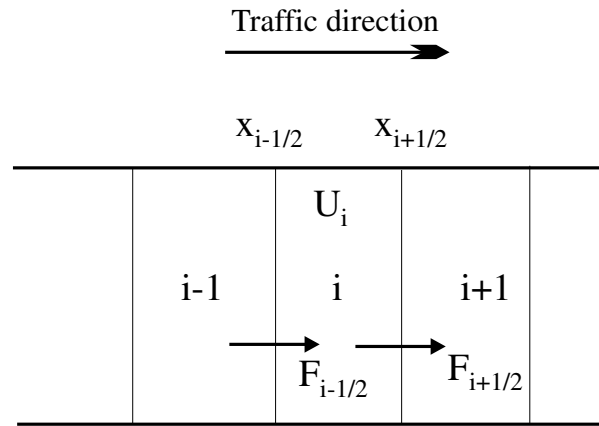 Traffic direction
x_{i-1/2} x_{i+1/2}
U_i
i-1 i i+1
F_{i-1/2} F_{i+1/2}